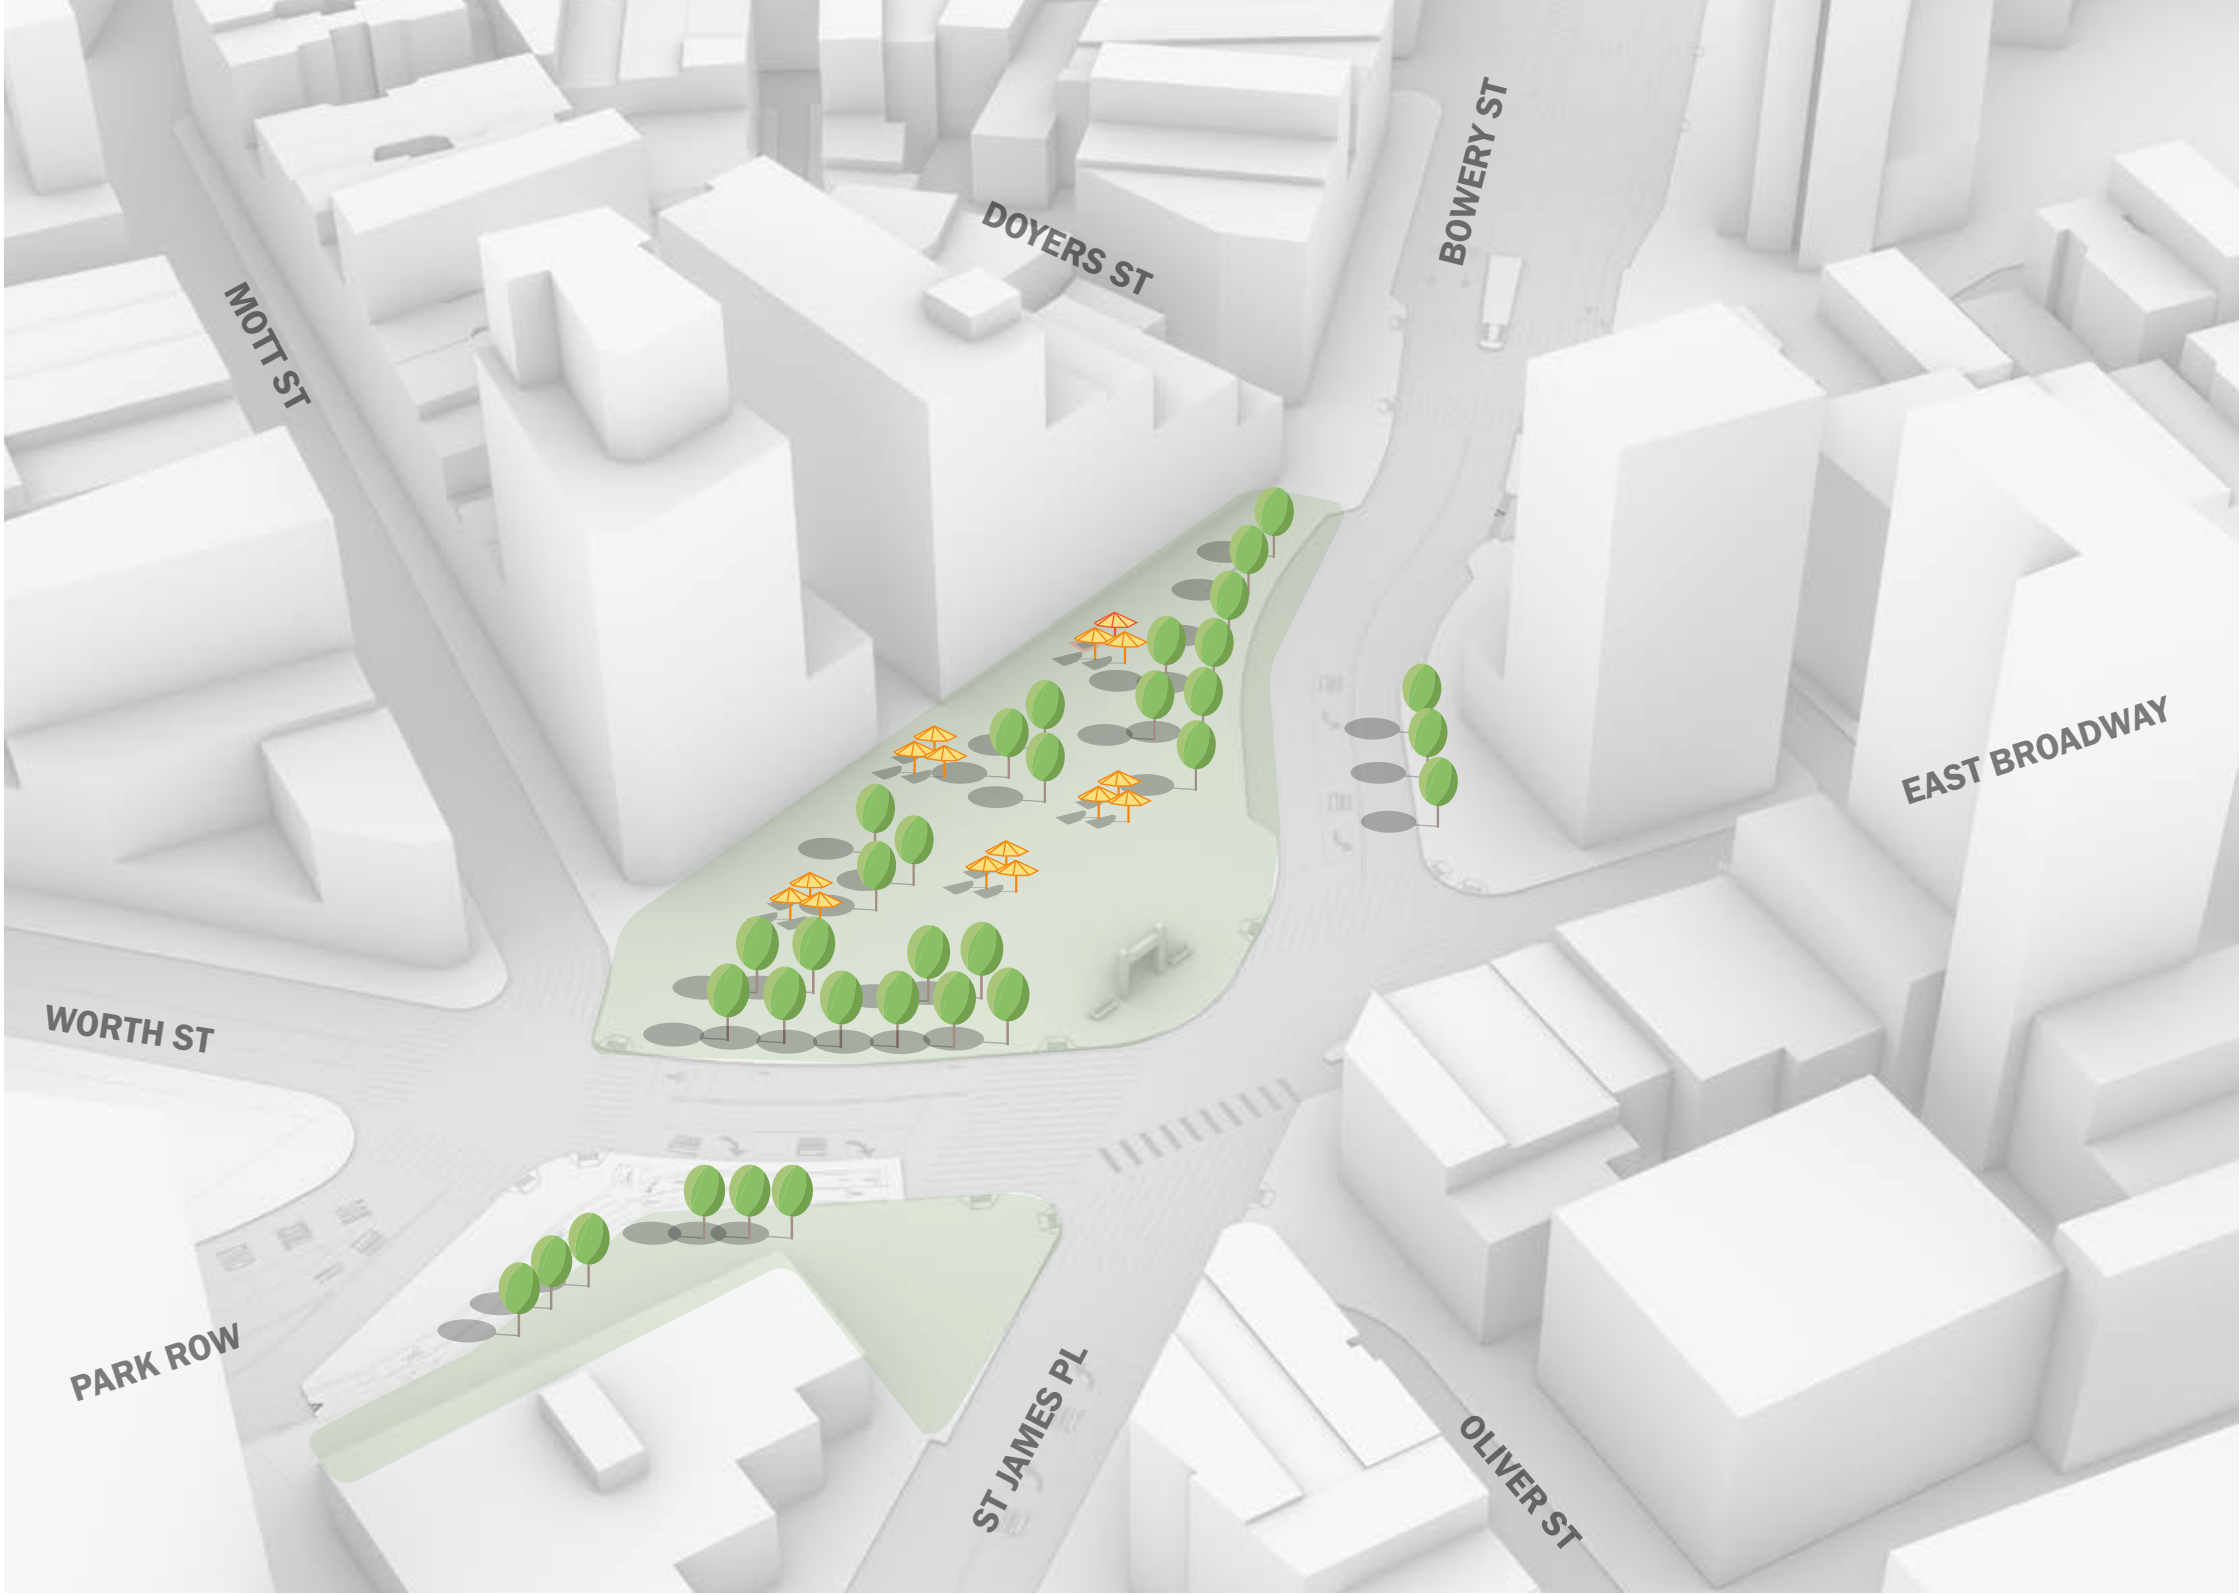 BOWERY ST
DOYERS ST
MOTT ST
EAST BROADWAY
WORTH ST
PARK ROW
ST JAMES PL
OLIVER ST